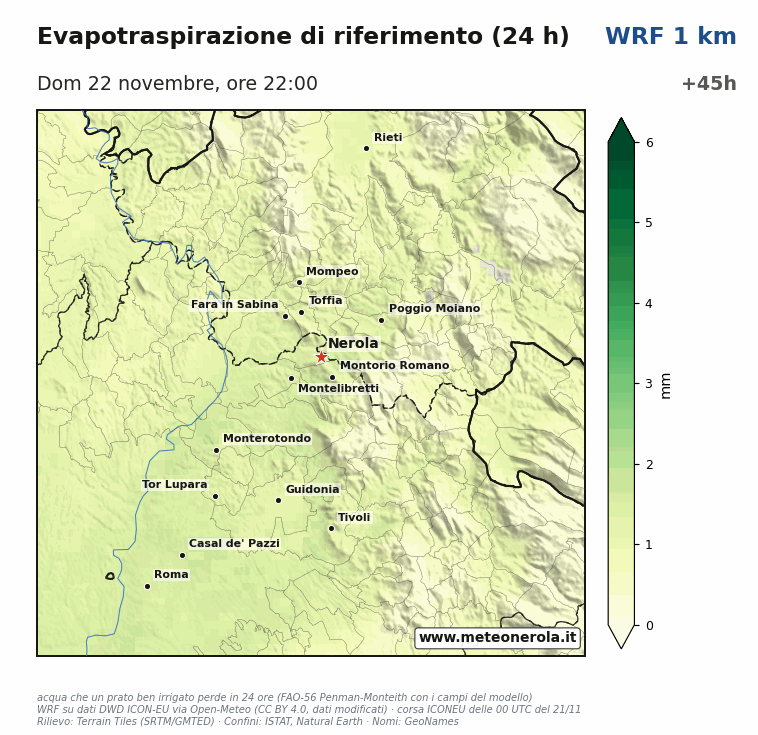 Evapotraspirazione di riferimento (24 h)
WRF 1 km
Dom 22 novembre, ore 22:00
+45h
Rieti
Mompeo
Toffia
Fara in Sabina
Poggio Moiano
Nerola
Montorio Romano
Montelibretti
Monterotondo
Tor Lupara
Guidonia
Tivoli
Casal de' Pazzi
Roma
www.meteonerola.it
6
5
4
3
2
1
0
mm
acqua che un prato ben irrigato perde in 24 ore (FAO-56 Penman-Monteith con i campi del modello)
WRF su dati DWD ICON-EU via Open-Meteo (CC BY 4.0, dati modificati) · corsa ICONEU delle 00 UTC del 21/11
Rilievo: Terrain Tiles (SRTM/GMTED) · Confini: ISTAT, Natural Earth · Nomi: GeoNames